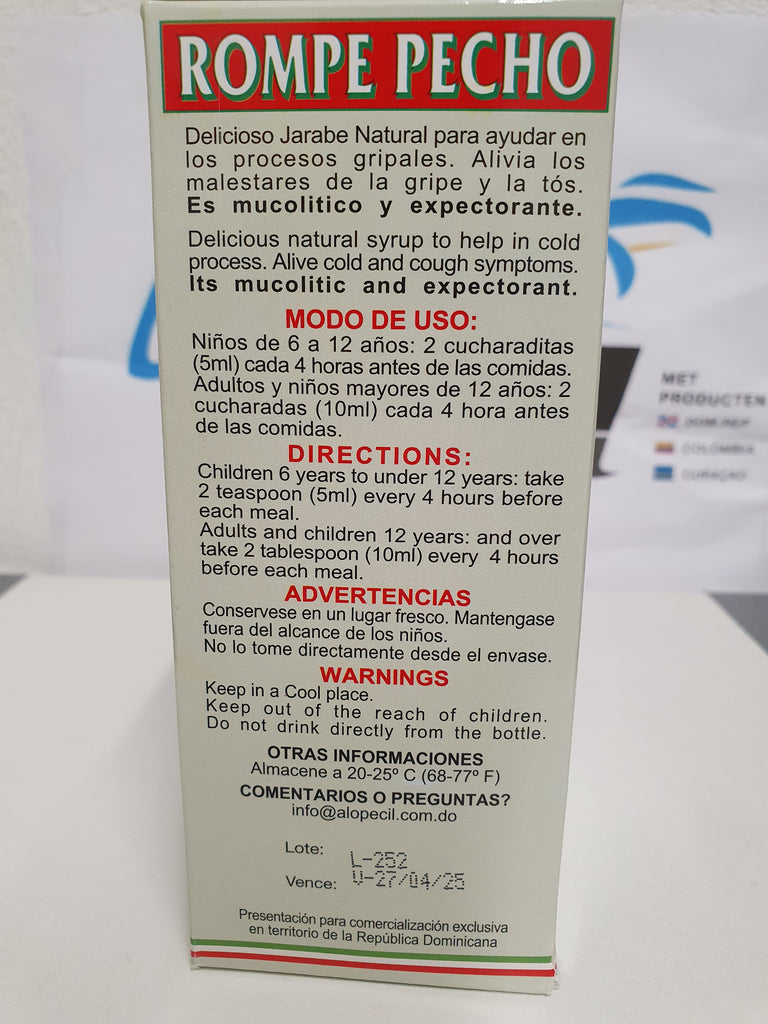 ROMPE PECHO
Delicioso Jarabe Natural para ayudar en
los procesos gripales. Alivia los
malestares de la gripe y la tós.
Es mucolitico y expectorante.
Delicious natural syrup to help in cold
process. Alive cold and cough symptoms.
Its mucolitic and expectorant.
MODO DE USO:
Niños de 6 a 12 años: 2 cucharaditas
(5ml) cada 4 horas antes de las comidas.
Adultos y niños mayores de 12 años: 2
cucharadas (10ml) cada 4 hora antes
de las comidas.
DIRECTIONS:
Children 6 years to under 12 years: take
2 teaspoon (5ml) every 4 hours before
each meal.
Adults and children 12 years: and over
take 2 tablespoon (10ml) every 4 hours
before each meal.
ADVERTENCIAS
Conservese en un lugar fresco. Mantengase
fuera del alcance de los niños.
No lo tome directamente desde el envase.
WARNINGS
Keep in a Cool place.
Keep out of the reach of children.
Do not drink directly from the bottle.
OTRAS INFORMACIONES
Almacene a 20-25º C (68-77º F)
COMENTARIOS O PREGUNTAS?
info@alopecil.com.do
Lote: L-252
Vence: V-27/04/25
Presentación para comercialización exclusiva
en territorio de la República Dominicana
MET
PRODUCTEN
DOM.REP
COLOMBIA
CURAÇAO